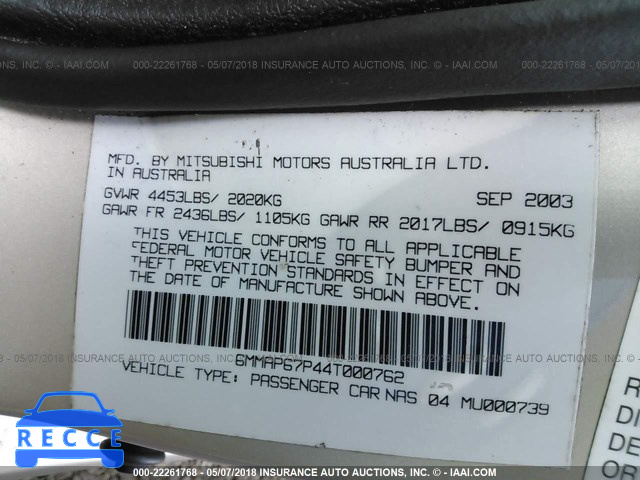 000-22261768 - 05/07/2018 INSURANCE AUTO AUCTIONS, INC. - IAAI.COM
MFD. BY MITSUBISHI MOTORS AUSTRALIA LTD.
IN AUSTRALIA
GVWR 4453LBS/ 2020KG SEP 2003
GAWR FR 2436LBS/ 1105KG GAWR RR 2017LBS/ 0915KG
THIS VEHICLE CONFORMS TO ALL APPLICABLE
FEDERAL MOTOR VEHICLE SAFETY BUMPER AND
THEFT PREVENTION STANDARDS IN EFFECT ON
THE DATE OF MANUFACTURE SHOWN ABOVE.
6MMAP67P44T000762
VEHICLE TYPE: PASSENGER CAR NAS 04 MU000739
RECCE
000-22261768 - 05/07/2018 INSURANCE AUTO AUCTIONS, INC. - IAAI.COM